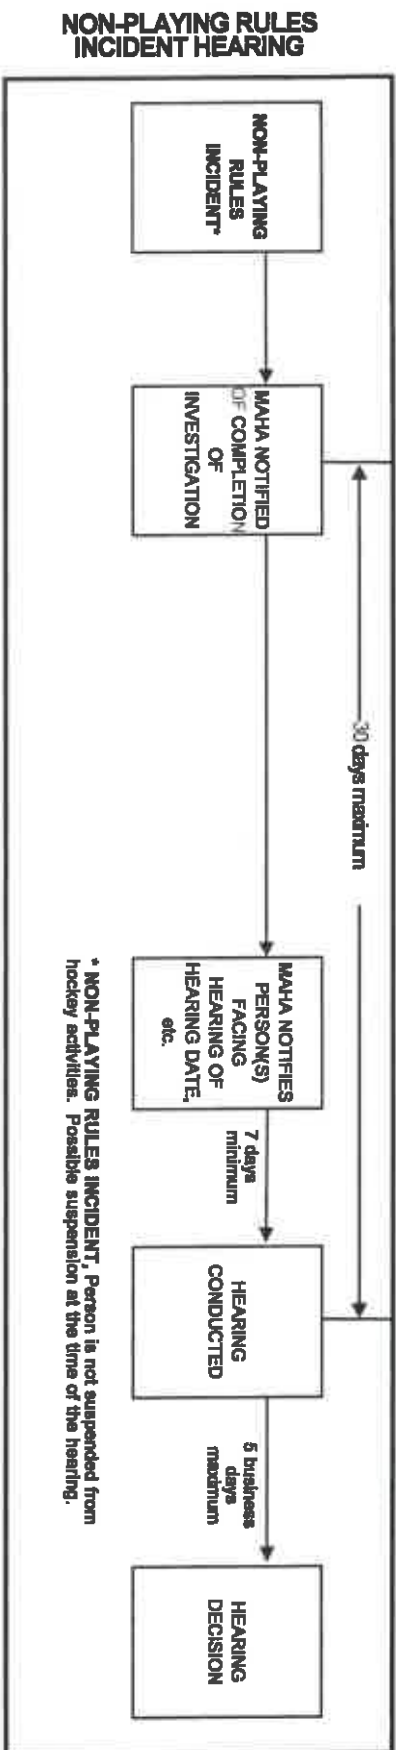 NON-PLAYING RULES
INCIDENT HEARING
NON-PLAYING
RULES
INCIDENT*
MAHA NOTIFIED
OF COMPLETION
OF
INVESTIGATION
30 days maximum
MAHA NOTIFIES
PERSON(S)
FACING
HEARING OF
HEARING DATE,
etc.
7 days
minimum
HEARING
CONDUCTED
5 business
days
maximum
HEARING
DECISION
* NON-PLAYING RULES INCIDENT, Person is not suspended from
hockey activities. Possible suspension at the time of the hearing.